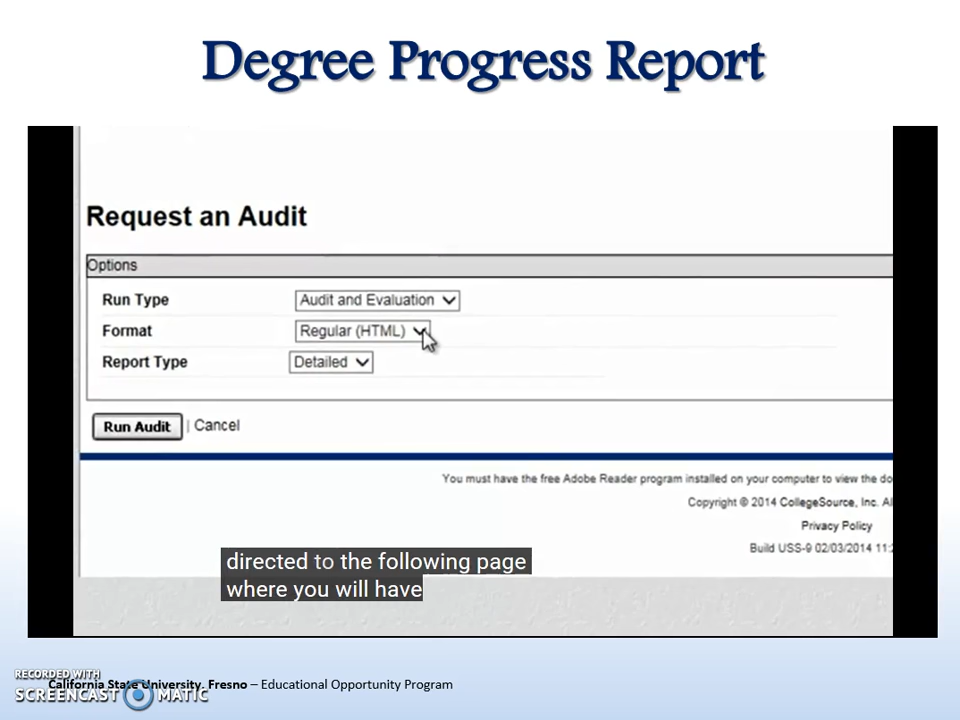 Degree Progress Report
Request an Audit
Options
Run Type Audit and Evaluation
Format Regular (HTML)
Report Type Detailed
Run Audit | Cancel
You must have the free Adobe Reader program installed on your computer to view the do
Copyright © 2014 CollegeSource, Inc. Al
Privacy Policy
Build USS-9 02/03/2014 11:2
directed to the following page
where you will have
RECORDED WITH
SCREENCAST MATIC
California State University, Fresno – Educational Opportunity Program